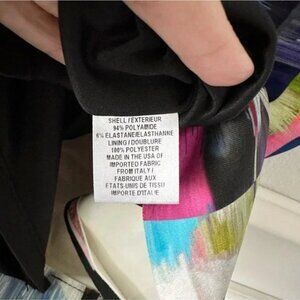 SHELL / EXTERIEUR
94% POLYAMIDE
6% ELASTANE/ELASTHANNE
LINING / DOUBLURE
100% POLYESTER
MADE IN THE USA OF
IMPORTED FABRIC
FROM ITALY /
FABRIQUE AUX
ETATS-UNIS DE TISSU
IMPORTE D'ITALIE